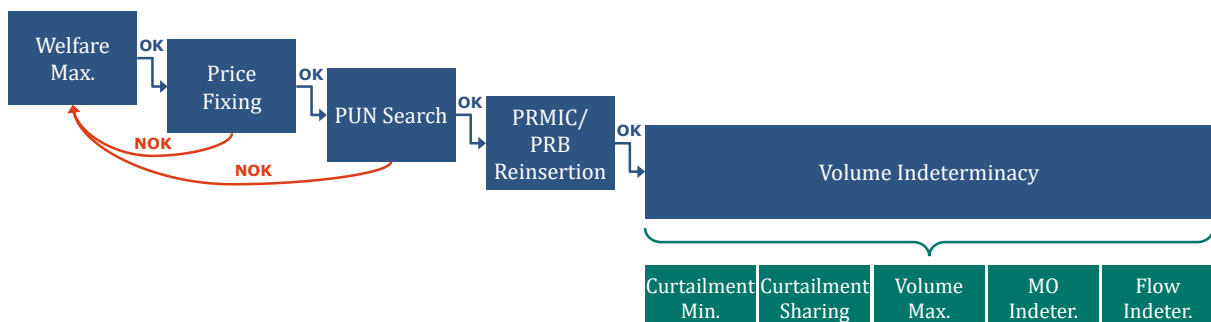 Welfare
Max.
OK
Price
Fixing
OK
PUN Search
OK
PRMIC/
PRB
Reinsertion
OK
Volume Indeterminacy
NOK
NOK
Curtailment
Min.
Curtailment
Sharing
Volume
Max.
MO
Indeter.
Flow
Indeter.